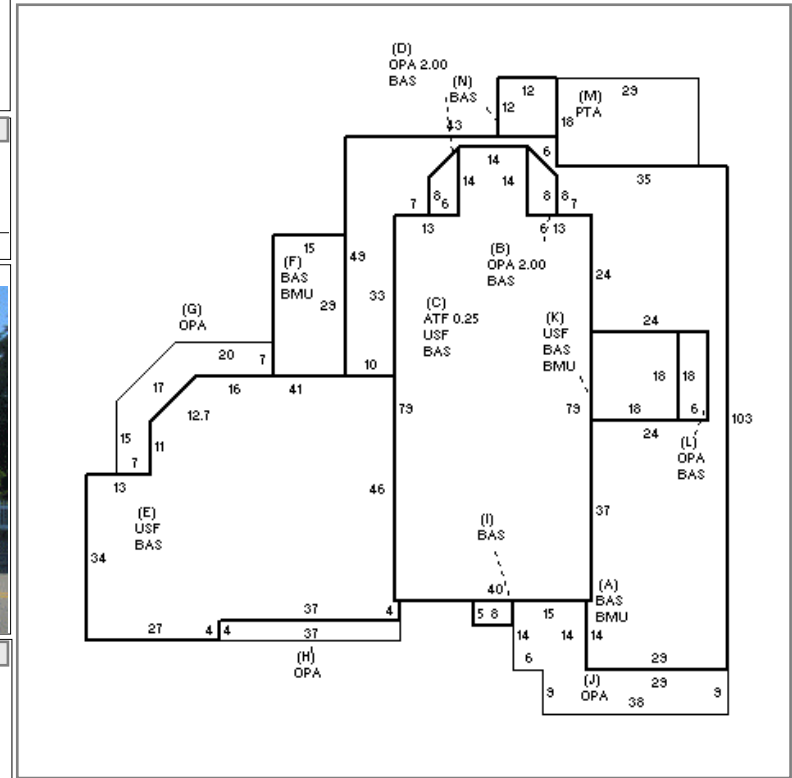 (D)
OPA 2.00
BAS
(N)
BAS
12
12
(M)
PTA
29
18
43
6
14
35
14
14
8
6
8
8
7
7
13
6
13
15
49
(F)
BAS
BMU
(B)
OPA 2.00
BAS
24
33
29
(G)
OPA
(C)
ATF 0.25
USF
BAS
(K)
USF
BAS
BMU
24
20
7
10
16
41
17
12.7
18
18
79
79
18
6
103
24
15
11
7
(L)
OPA
BAS
13
46
(E)
USF
BAS
37
(I)
BAS
34
40
(A)
BAS
BMU
37
4
5
8
15
27
4
4
37
14
14
14
6
(H)
OPA
29
(J)
OPA
29
9
38
9